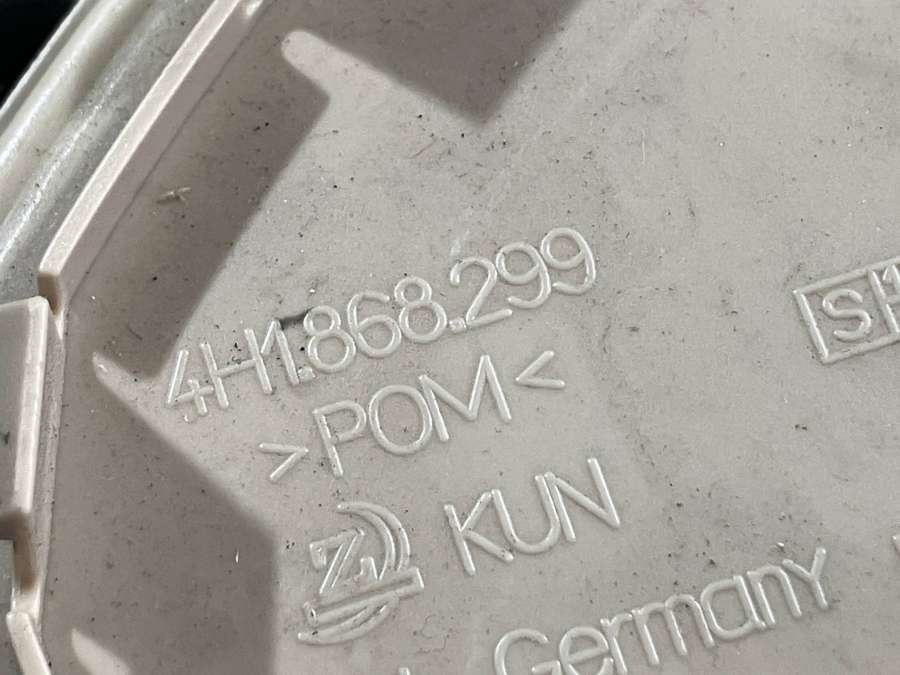 4H1.868.299
>POM<
KUN
Germany